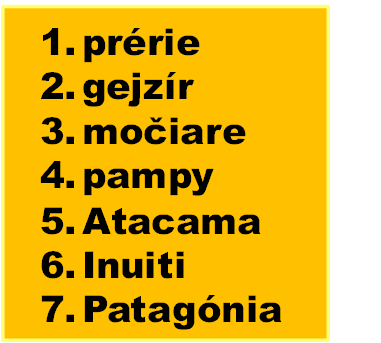 1. prérie
2. gejzír
3. močiare
4. pampy
5. Atacama
6. Inuiti
7. Patagónia